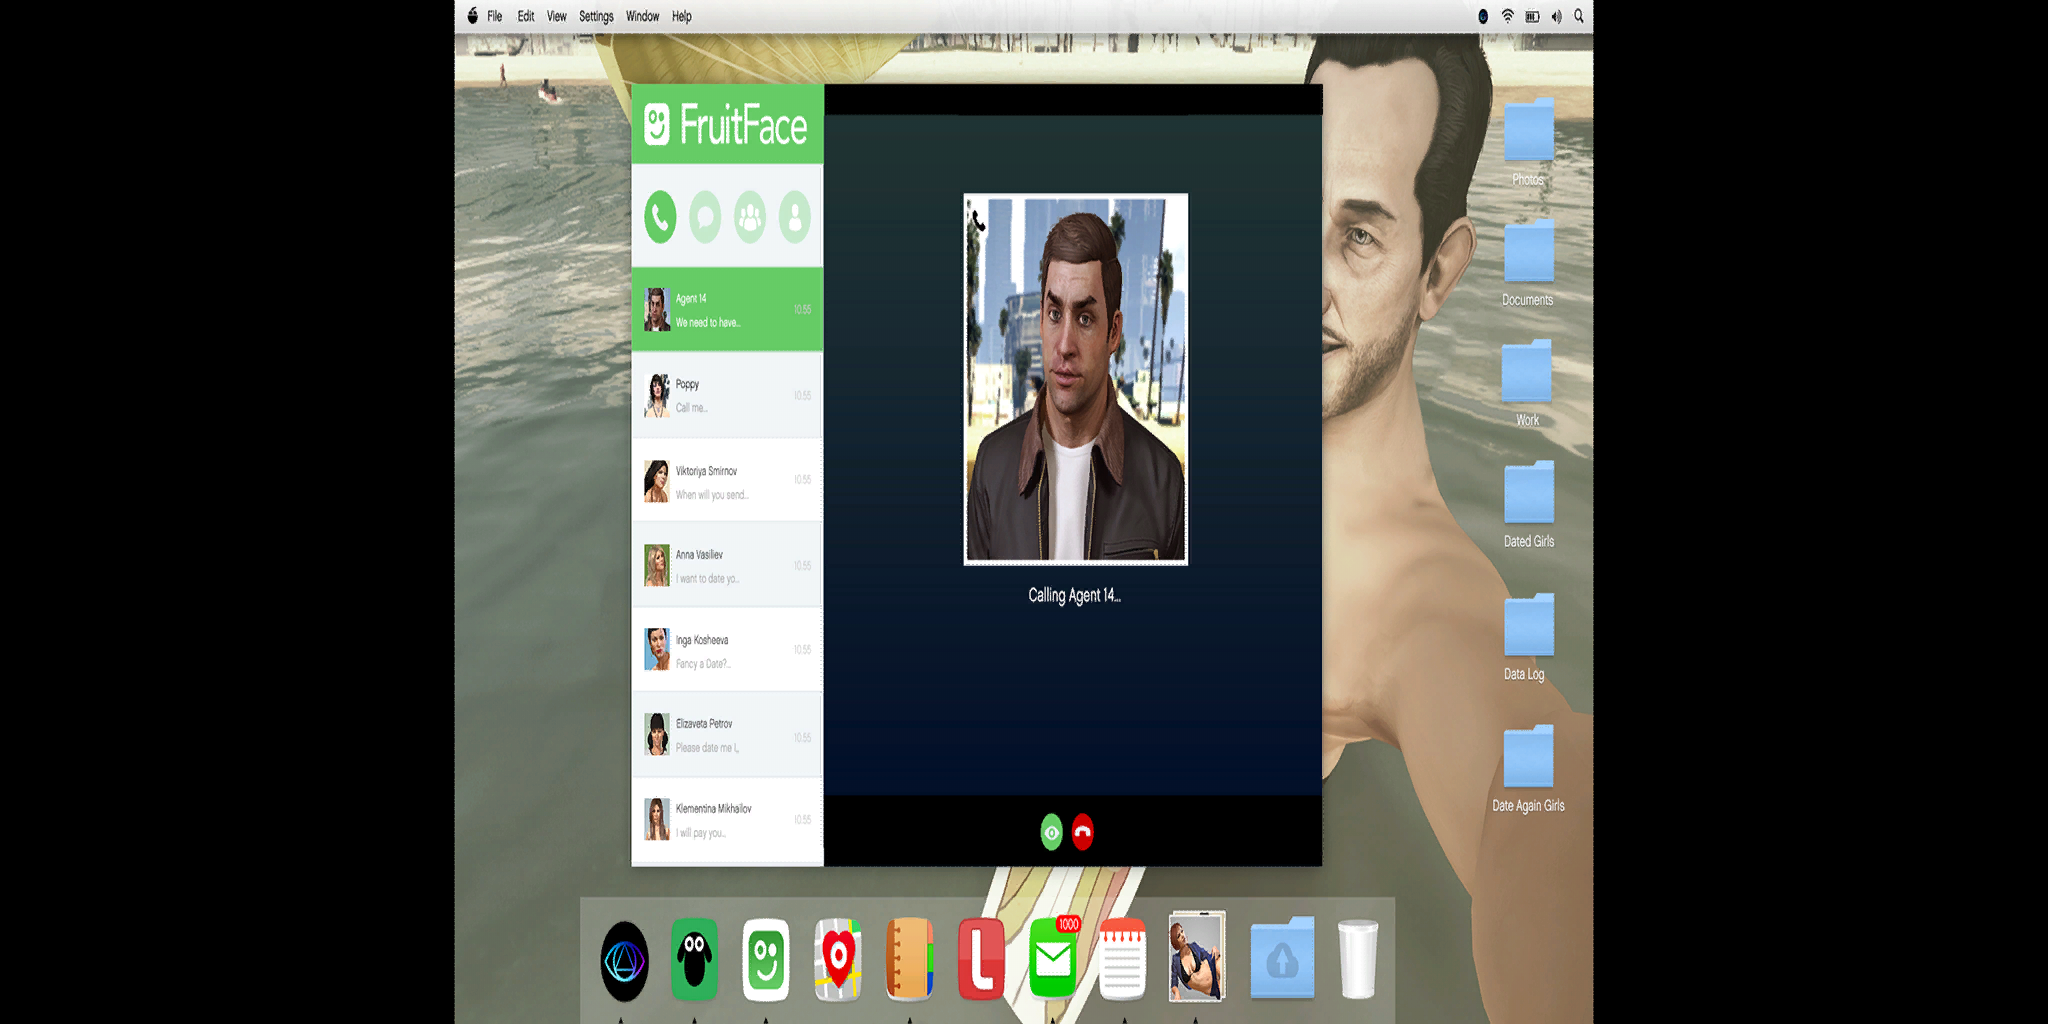 File Edit View Settings Window Help
FruitFace
Agent 14
We need to have...
10:55
Poppy
Call me...
10:55
Viktoriya Smirnov
When will you send...
10:55
Anna Vasiliev
I want to date yo...
10:55
Inga Kosheeva
Fancy a Date?...
10:55
Elizaveta Petrov
Please date me I,
10:55
Klementina Mikhailov
I will pay you...
10:55
Calling Agent 14...
Photos
Documents
Work
Dated Girls
Data Log
Date Again Girls
L
1000